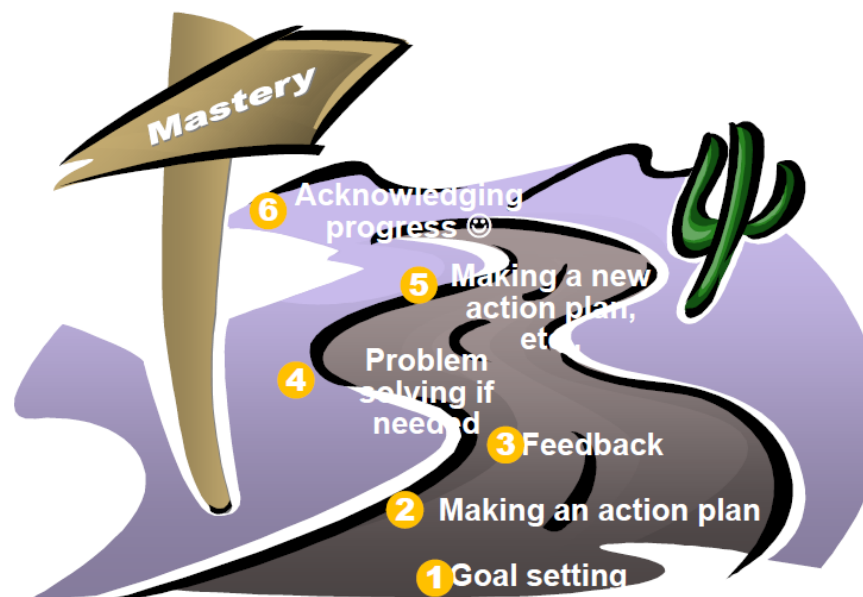 Mastery
6 Acknowledging
progress ☺
5 Making a new
action plan,
etc.
4 Problem
solving if
needed
3 Feedback
2 Making an action plan
1 Goal setting